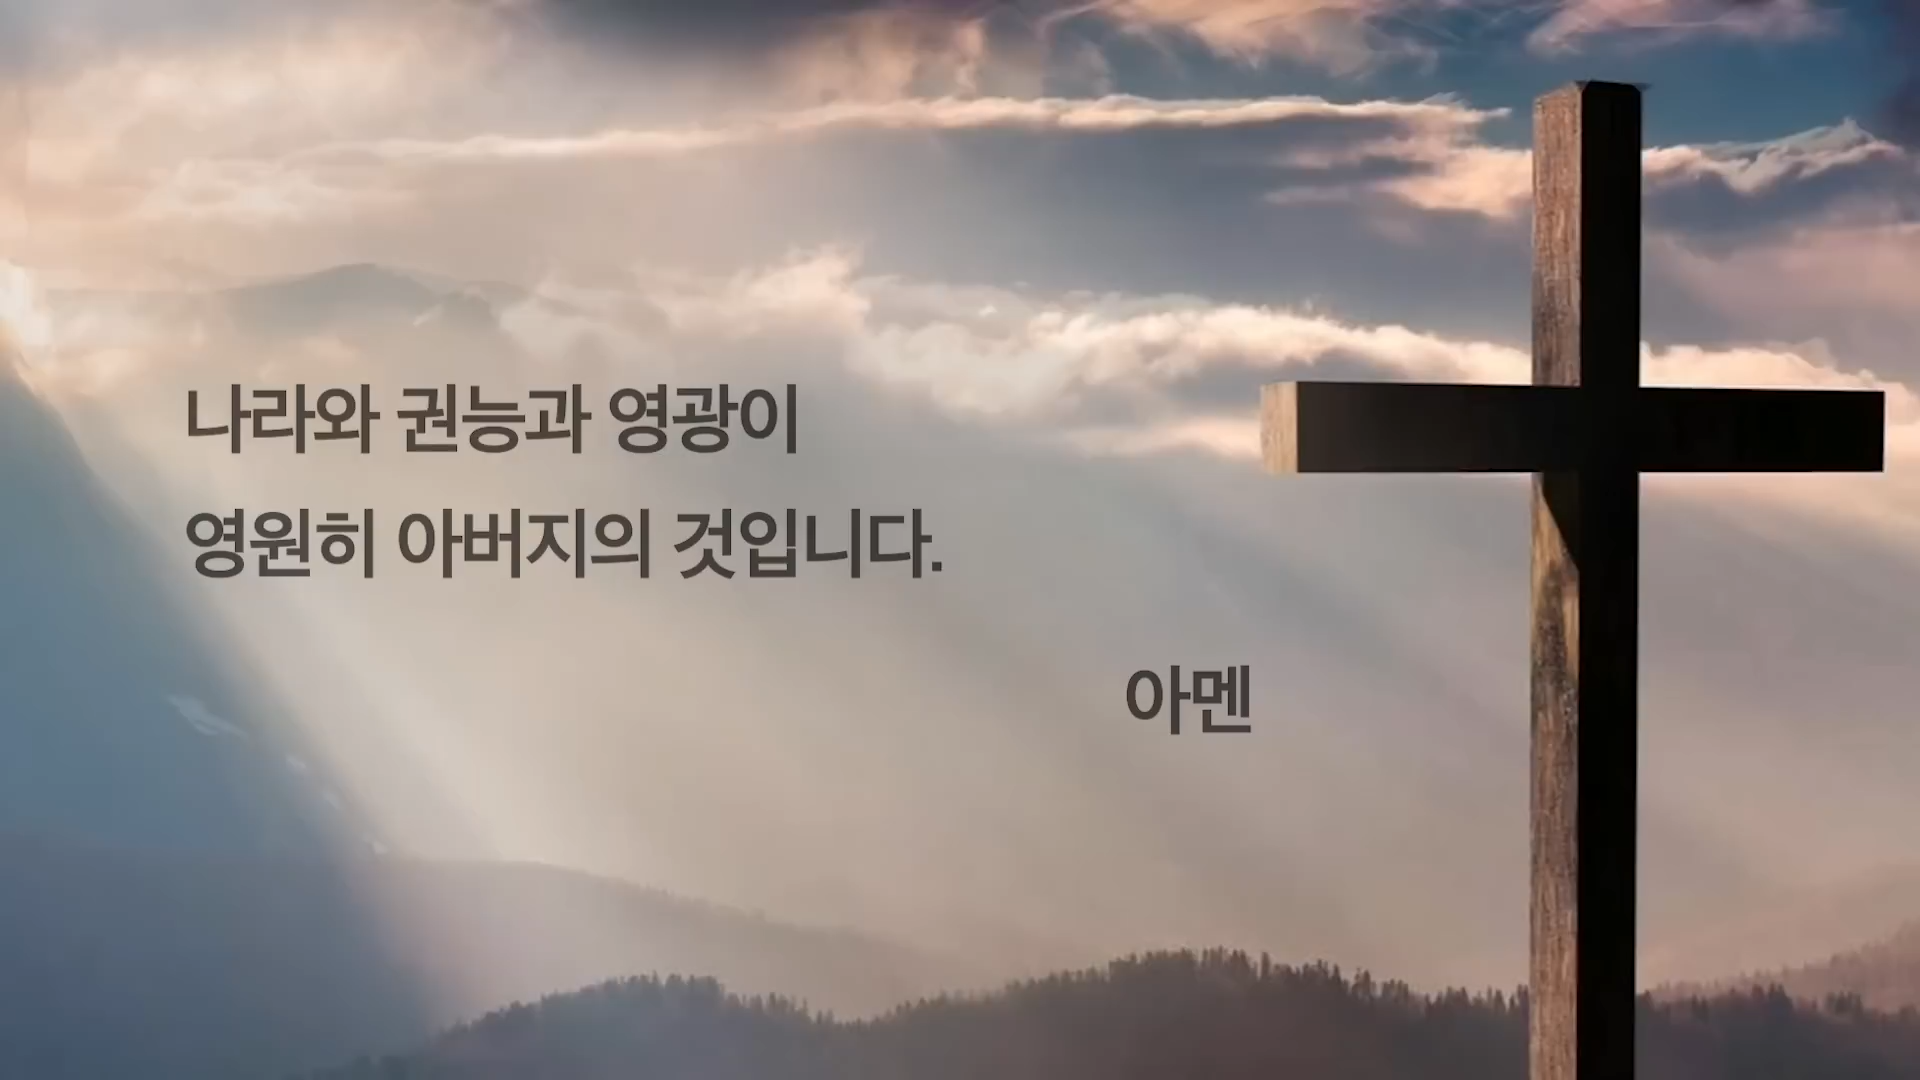 나라와 권능과 영광이
영원히 아버지의 것입니다.
아멘